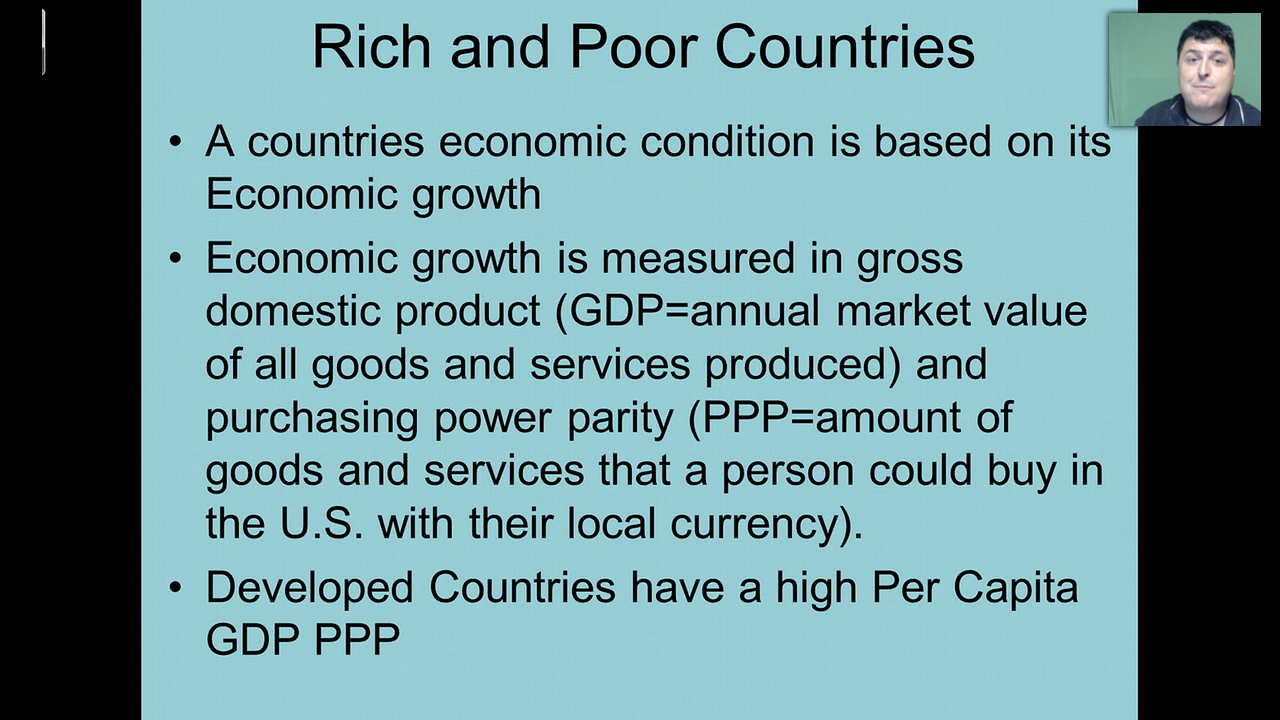 Rich and Poor Countries
• A countries economic condition is based on its
Economic growth
• Economic growth is measured in gross
domestic product (GDP=annual market value
of all goods and services produced) and
purchasing power parity (PPP=amount of
goods and services that a person could buy in
the U.S. with their local currency).
• Developed Countries have a high Per Capita
GDP PPP